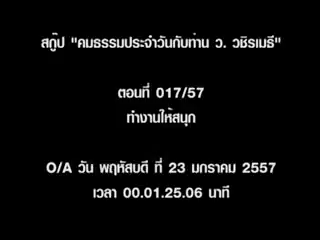 สกู๊ป "คมธรรมประจำวันกับท่าน ว. วชิรเมธี"
ตอนที่ 017/57
ทำงานให้สนุก
O/A วัน พฤหัสบดี ที่ 23 มกราคม 2557
เวลา 00.01.25.06 นาที